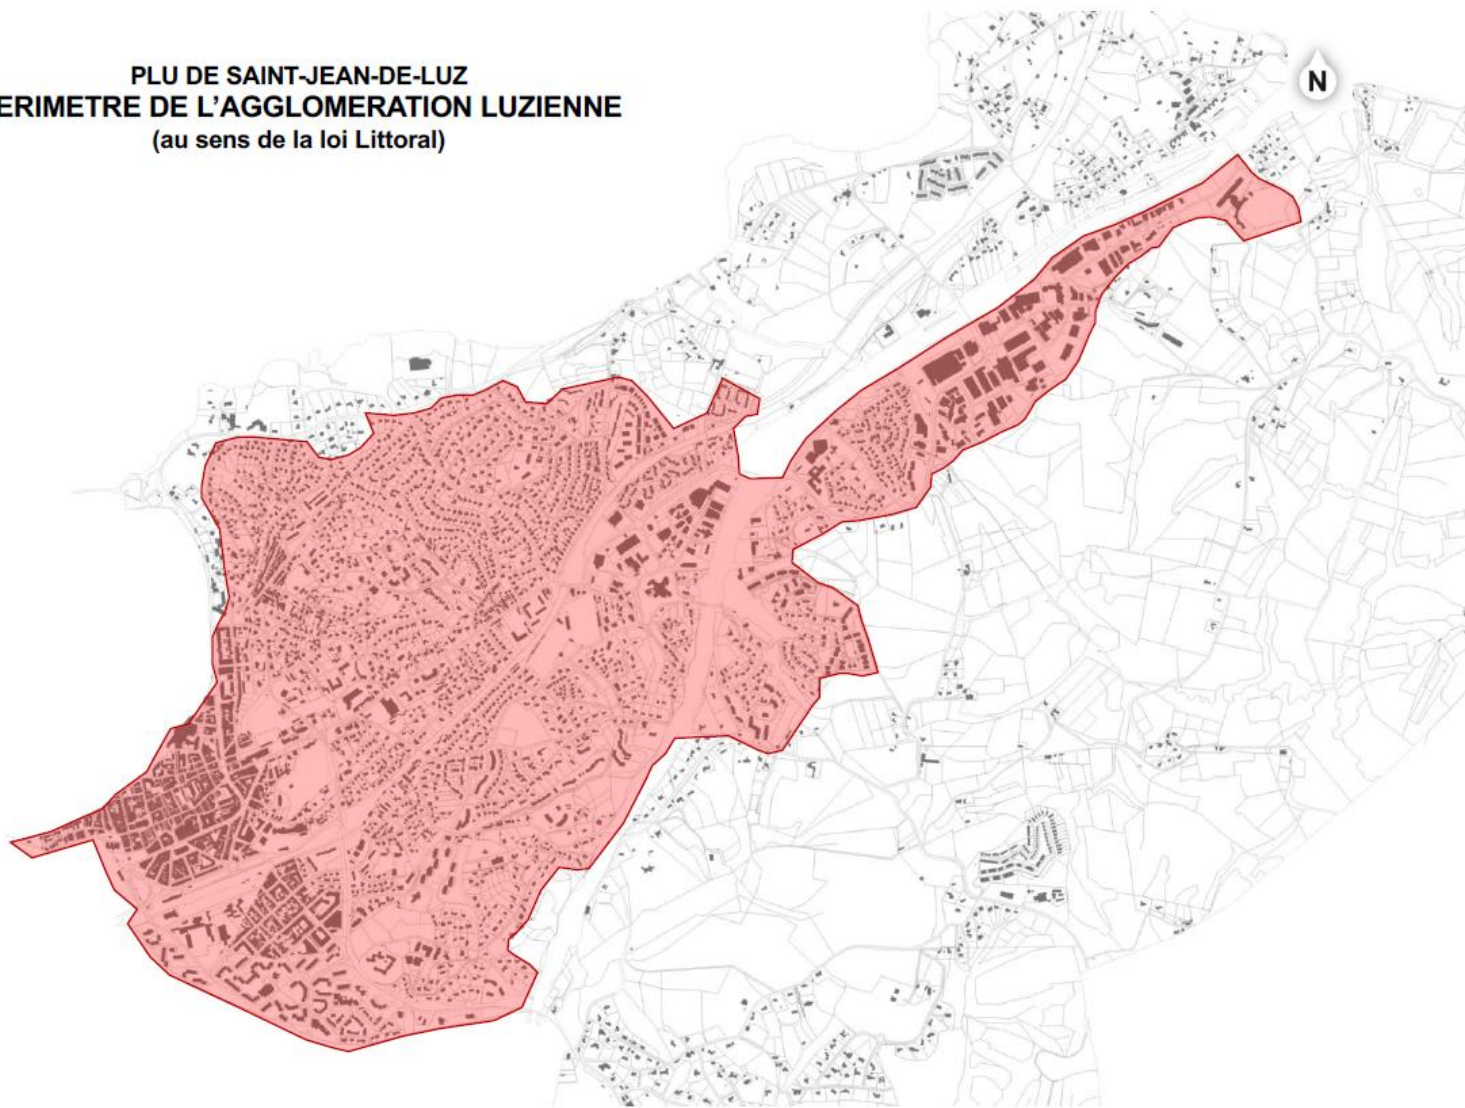 PLU DE SAINT-JEAN-DE-LUZ
ERIMETRE DE L'AGGLOMERATION LUZIENNE
(au sens de la loi Littoral)
N